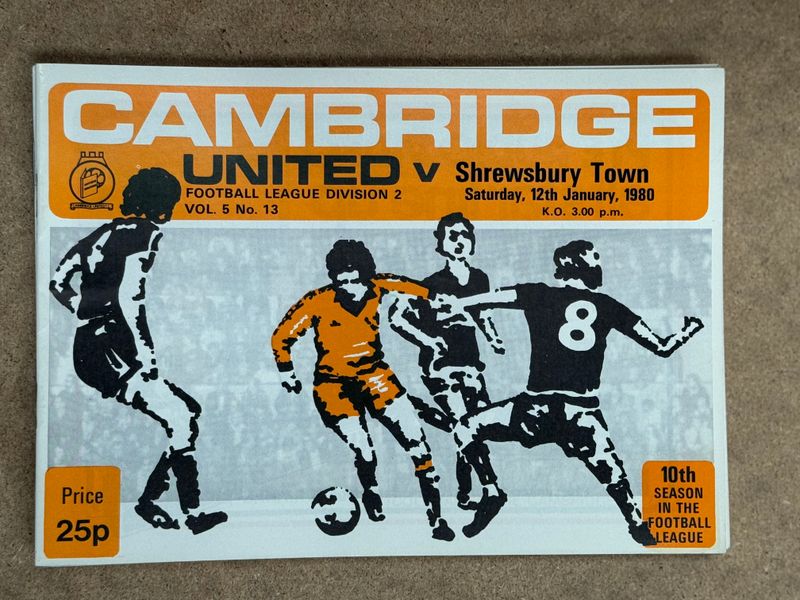 CAMBRIDGE
UNITED v Shrewsbury Town
FOOTBALL LEAGUE DIVISION 2
Saturday, 12th January, 1980
VOL. 5 No. 13
K.O. 3.00 p.m.
8
Price
25p
10th
SEASON
IN THE
FOOTBALL
LEAGUE